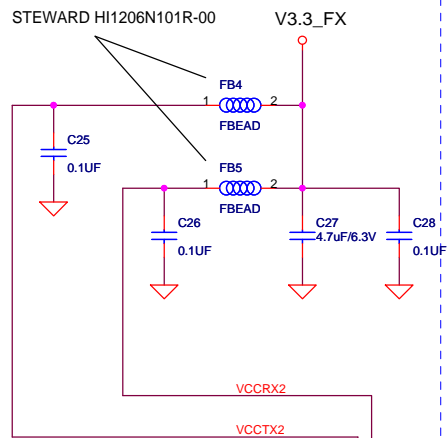 STEWARD HI1206N101R-00
V3.3_FX
FB4
1
2
FBEAD
C25
0.1UF
FB5
1
2
FBEAD
C26
0.1UF
C27
4.7uF/6.3V
C28
0.1UF
VCCRX2
VCCTX2